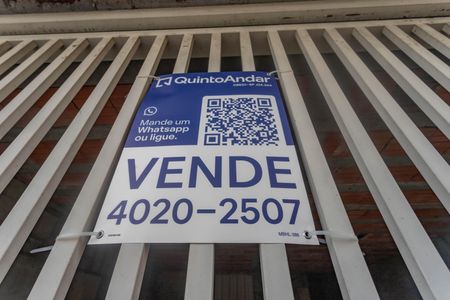 QuintoAndar
Mande um
Whatsapp
ou ligue.
VENDE
4020-2507